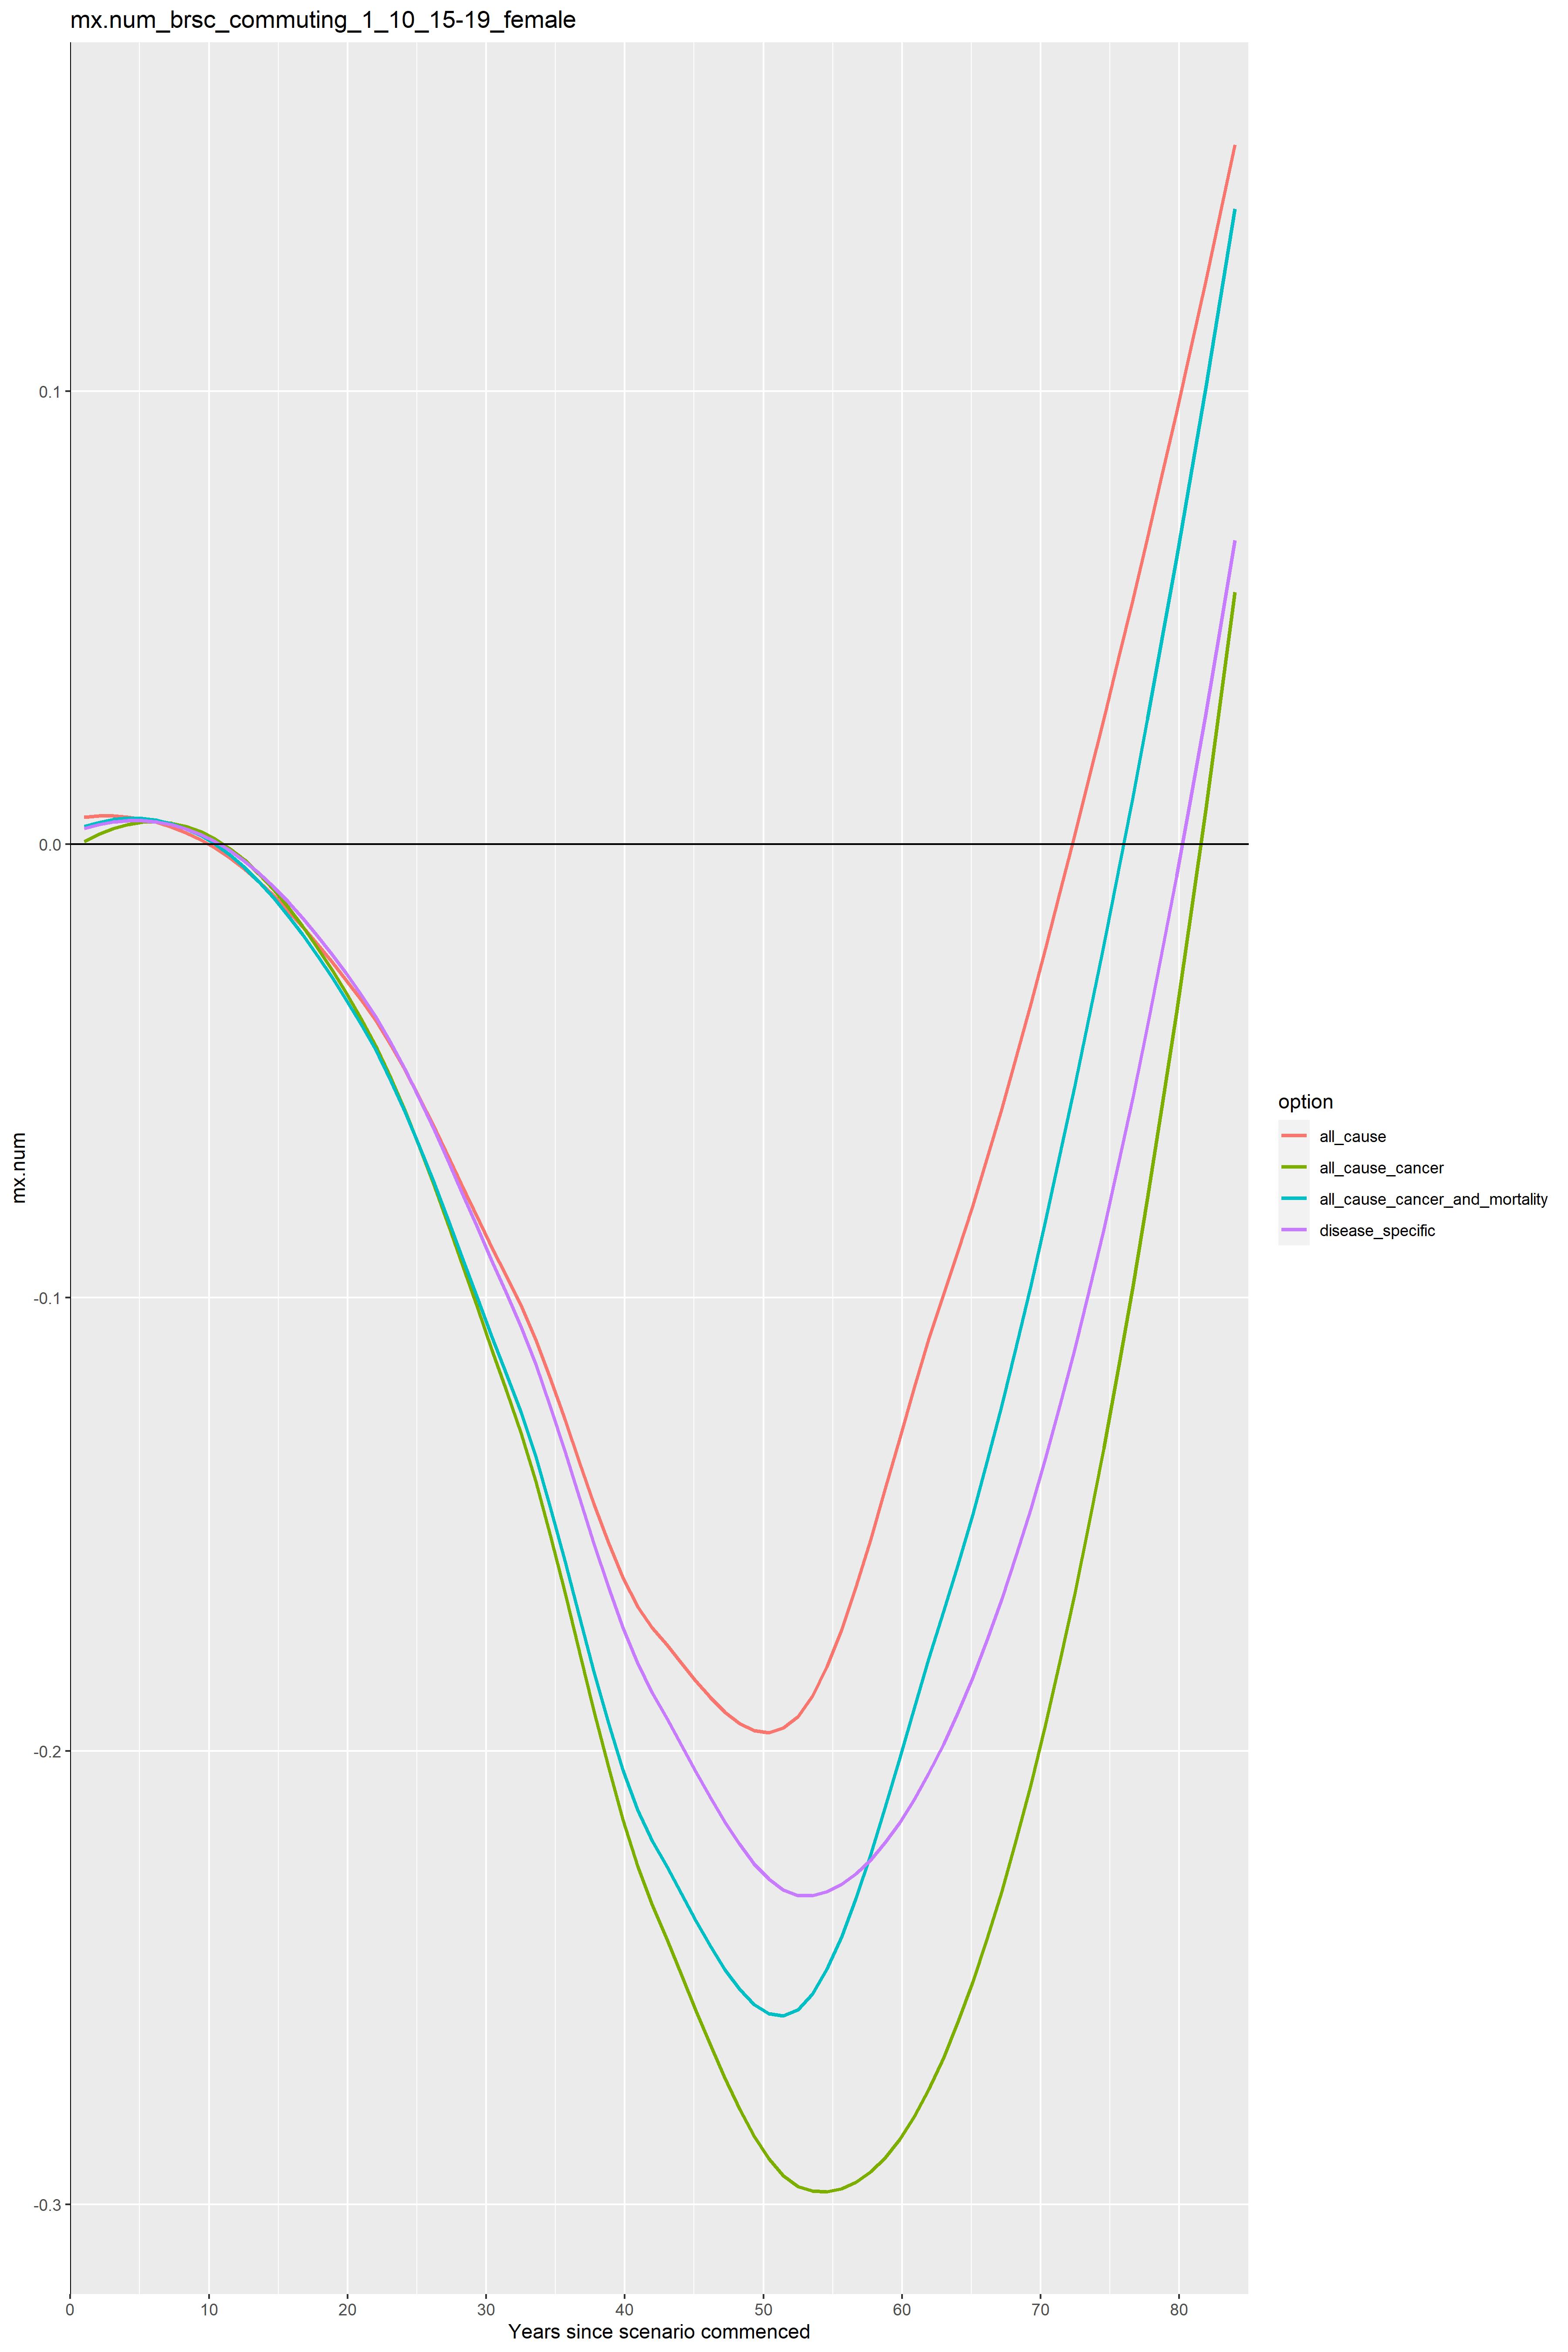 mx.num_brsc_commuting_1_10_15-19_female
mx.num
0.1
0.0
-0.1
-0.2
-0.3
0 10 20 30 40 50 60 70 80
Years since scenario commenced
option
all_cause
all_cause_cancer
all_cause_cancer_and_mortality
disease_specific